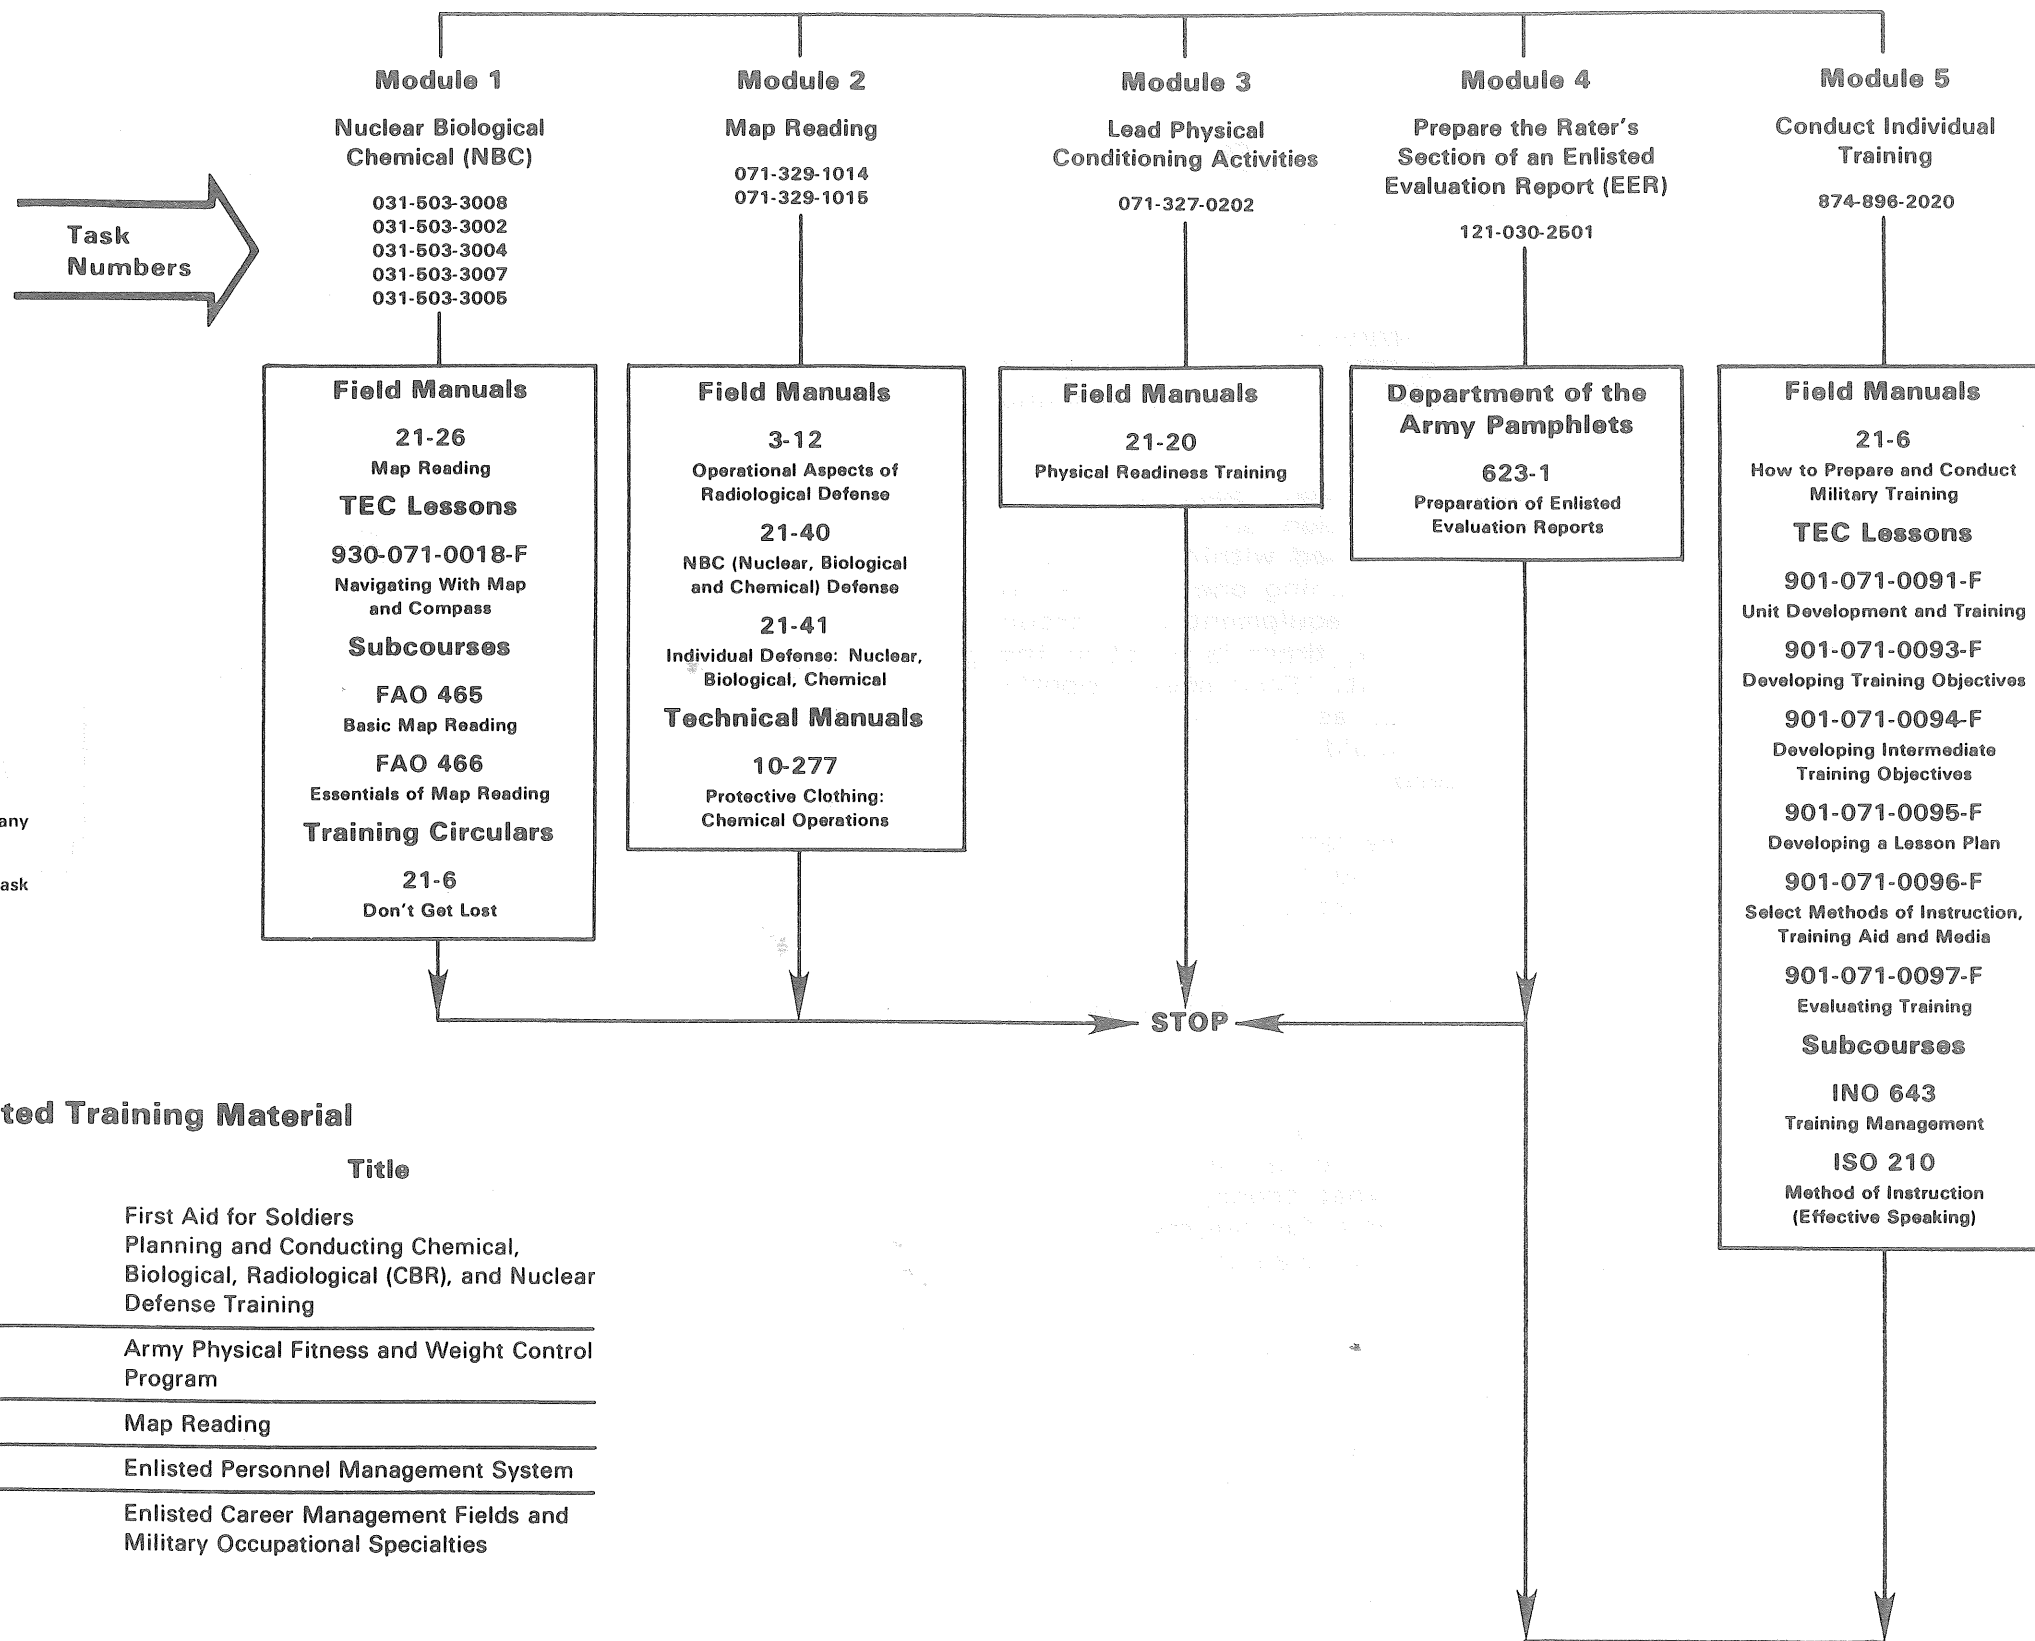 Module 1
Nuclear Biological
Chemical (NBC)
031-503-3008
031-503-3002
031-503-3004
031-503-3007
031-503-3005
Module 2
Map Reading
071-329-1014
071-329-1015
Module 3
Lead Physical
Conditioning Activities
071-327-0202
Module 4
Prepare the Rater's
Section of an Enlisted
Evaluation Report (EER)
121-030-2501
Module 5
Conduct Individual
Training
874-896-2020
Task
Numbers
Field Manuals
21-26
Map Reading
TEC Lessons
930-071-0018-F
Navigating With Map
and Compass
Subcourses
FAO 465
Basic Map Reading
FAO 466
Essentials of Map Reading
Training Circulars
21-6
Don't Get Lost
Field Manuals
3-12
Operational Aspects of
Radiological Defense
21-40
NBC (Nuclear, Biological
and Chemical) Defense
21-41
Individual Defense: Nuclear,
Biological, Chemical
Technical Manuals
10-277
Protective Clothing:
Chemical Operations
Field Manuals
21-20
Physical Readiness Training
Department of the
Army Pamphlets
623-1
Preparation of Enlisted
Evaluation Reports
Field Manuals
21-6
How to Prepare and Conduct
Military Training
TEC Lessons
901-071-0091-F
Unit Development and Training
901-071-0093-F
Developing Training Objectives
901-071-0094-F
Developing Intermediate
Training Objectives
901-071-0095-F
Developing a Lesson Plan
901-071-0096-F
Select Methods of Instruction,
Training Aid and Media
901-071-0097-F
Evaluating Training
Subcourses
INO 643
Training Management
ISO 210
Method of Instruction
(Effective Speaking)
any
ask
STOP
ted Training Material
Title
First Aid for Soldiers
Planning and Conducting Chemical,
Biological, Radiological (CBR), and Nuclear
Defense Training
Army Physical Fitness and Weight Control
Program
Map Reading
Enlisted Personnel Management System
Enlisted Career Management Fields and
Military Occupational Specialties